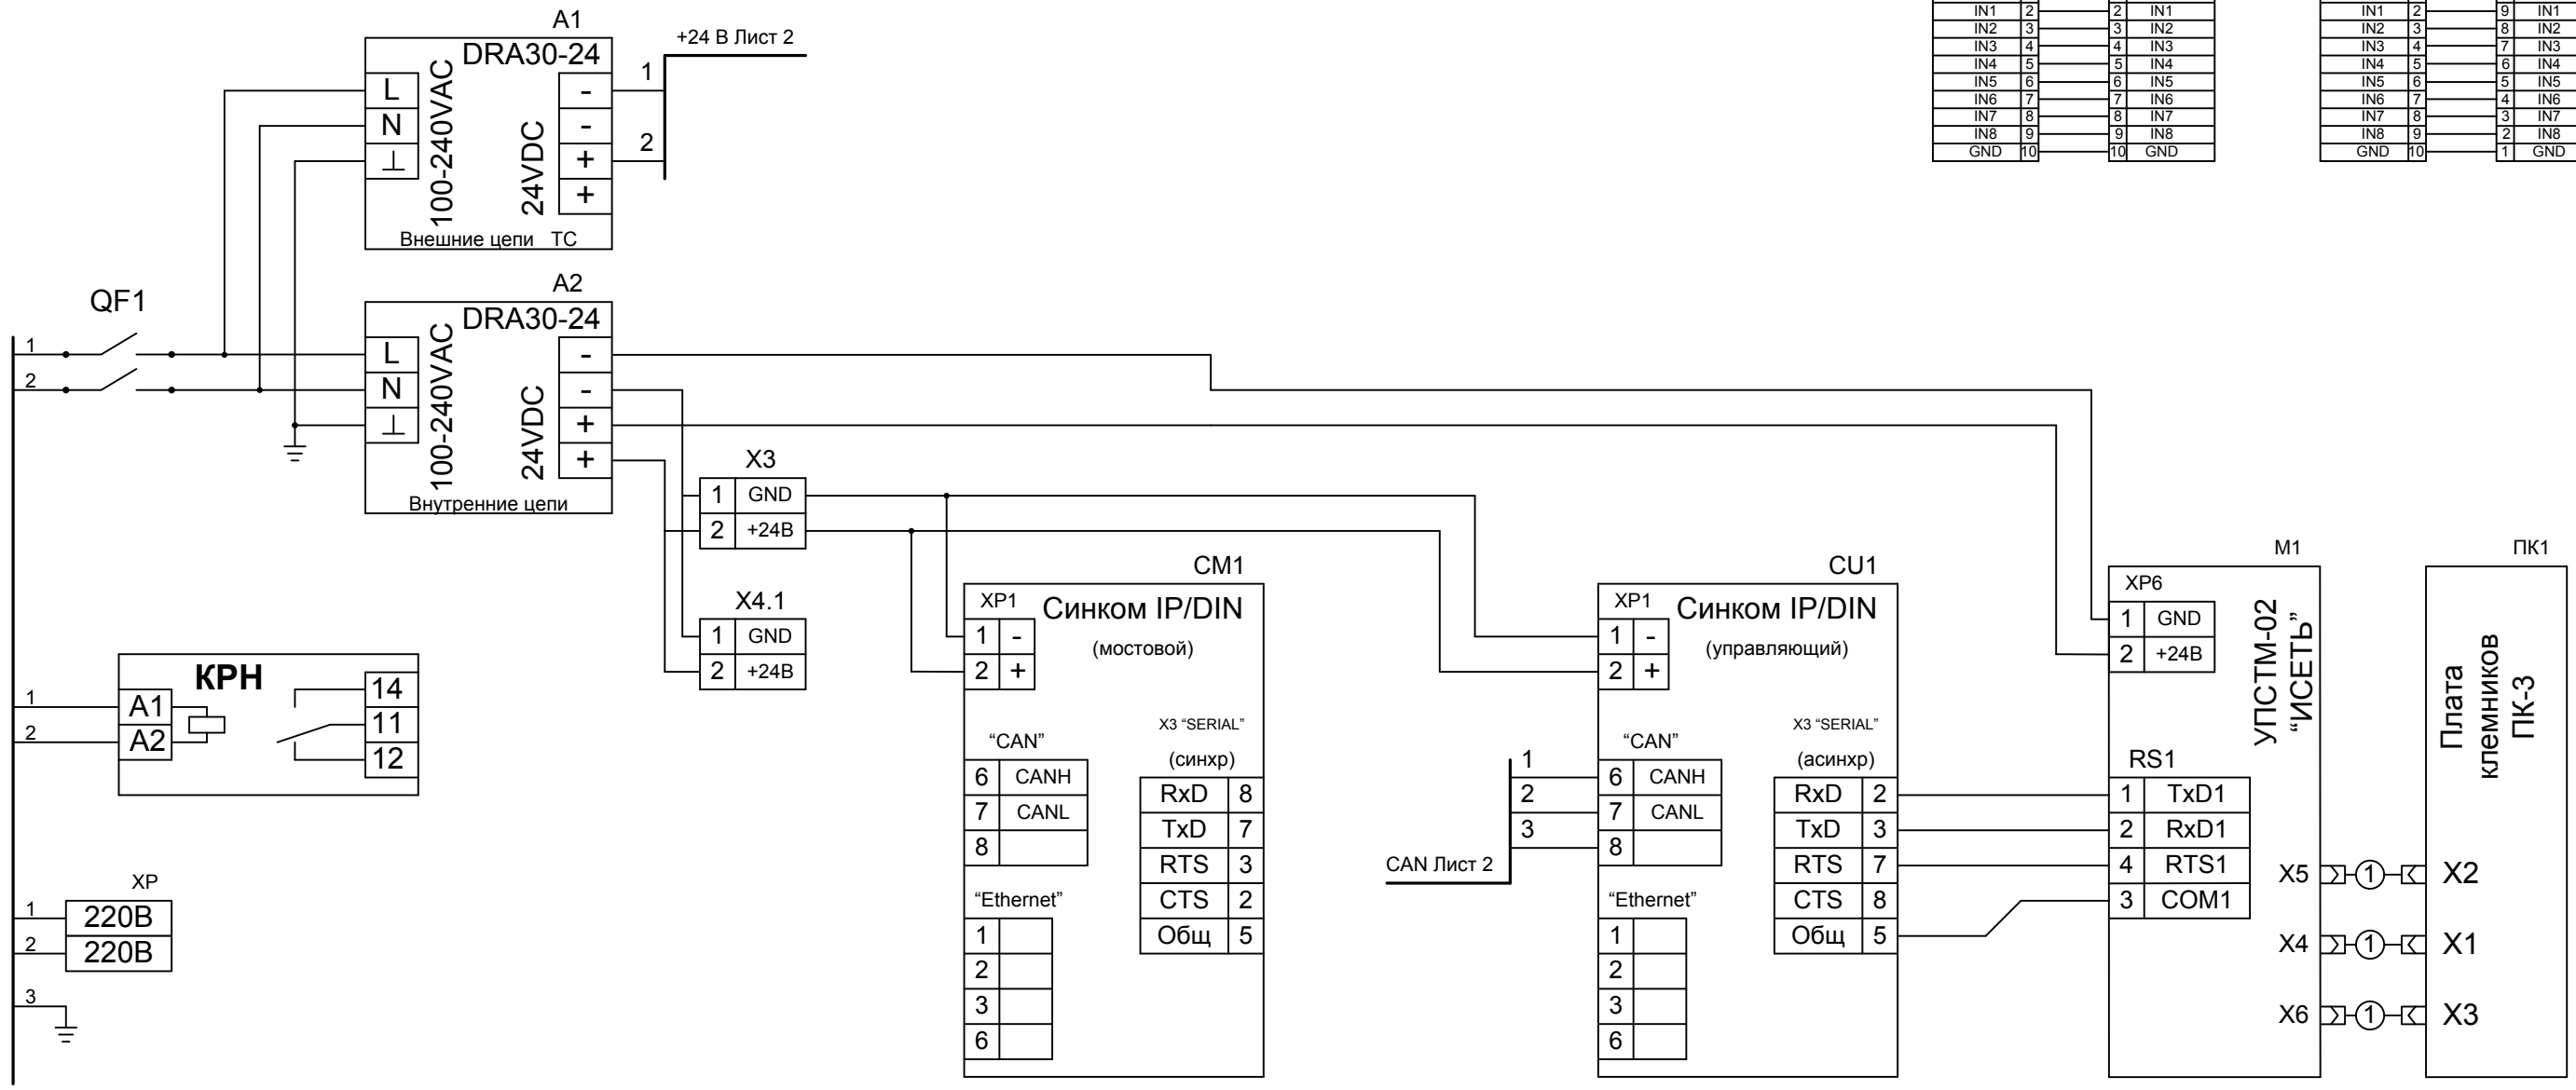 A1
+24 В Лист 2
DRA30-24
100-240VAC
24VDC
L
N
⊥
-
-
+
+
1
2
Внешние цепи ТС
IN1 2 2 IN1
IN2 3 3 IN2
IN3 4 4 IN3
IN4 5 5 IN4
IN5 6 6 IN5
IN6 7 7 IN6
IN7 8 8 IN7
IN8 9 9 IN8
GND 10 10 GND
IN1 2 9 IN1
IN2 3 8 IN2
IN3 4 7 IN3
IN4 5 6 IN4
IN5 6 5 IN5
IN6 7 4 IN6
IN7 8 3 IN7
IN8 9 2 IN8
GND 10 1 GND
QF1
1
2
A2
DRA30-24
100-240VAC
24VDC
L
N
⊥
-
-
+
+
Внутренние цепи
X3
1 GND
2 +24В
X4.1
1 GND
2 +24В
КРН
1 A1
2 A2
14
11
12
XP
1 220В
2 220В
3
CM1
XP1 Синком IP/DIN
(мостовой)
1 -
2 +
“CAN”
6 CANH
7 CANL
8
X3 “SERIAL”
(синхр)
RxD 8
TxD 7
RTS 3
CTS 2
Общ 5
“Ethernet”
1
2
3
6
CAN Лист 2
1
2
3
CU1
XP1 Синком IP/DIN
(управляющий)
1 -
2 +
“CAN”
6 CANH
7 CANL
8
X3 “SERIAL”
(асинхр)
RxD 2
TxD 3
RTS 7
CTS 8
Общ 5
“Ethernet”
1
2
3
6
М1
XP6
1 GND
2 +24В
УПСТМ-02
“ИСЕТЬ”
RS1
1 TxD1
2 RxD1
4 RTS1
3 COM1
X5 1 X2
X4 1 X1
X6 1 X3
ПК1
Плата
клемников
ПК-3